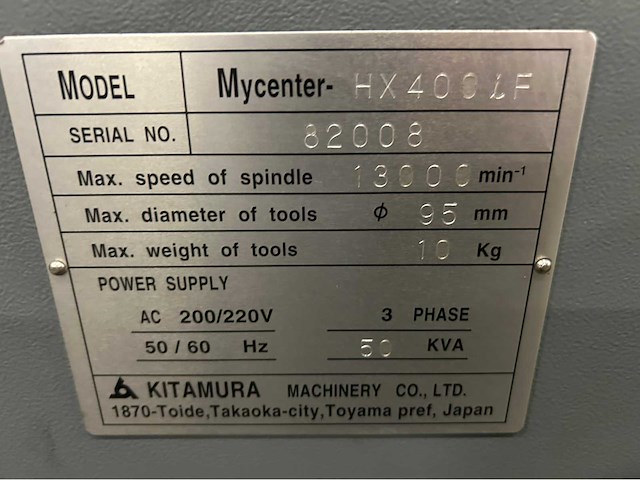 MODEL Mycenter- HX400iF
SERIAL NO. 82008
Max. speed of spindle 13000 min-1
Max. diameter of tools ϕ 95 mm
Max. weight of tools 10 Kg
POWER SUPPLY
AC 200/220V 3 PHASE
50/60 Hz 50 KVA
KITAMURA MACHINERY CO., LTD.
1870-Toide,Takaoka-city,Toyama pref, Japan